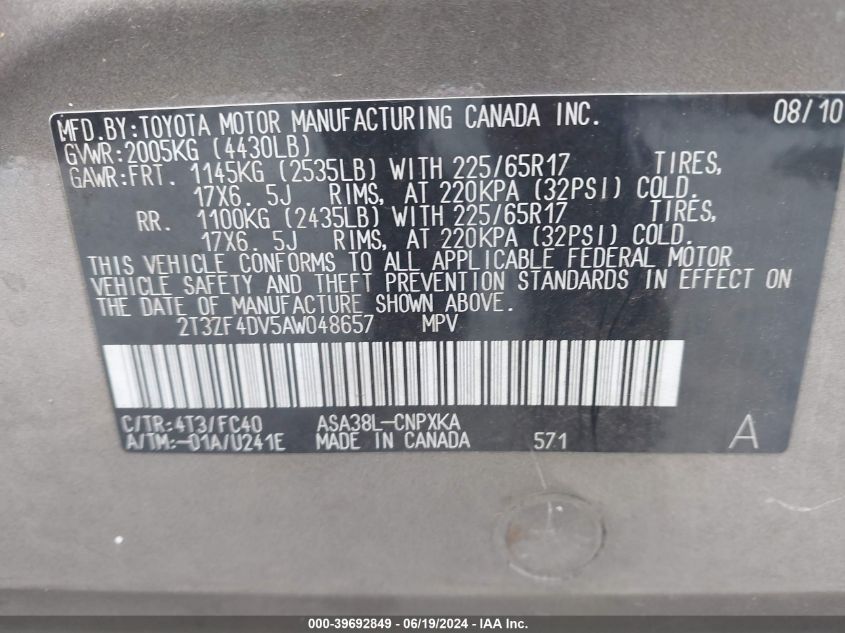 MFD.BY:TOYOTA MOTOR MANUFACTURING CANADA INC. 08/10
GVWR:2005KG (4430LB)
GAWR:FRT. 1145KG (2535LB) WITH 225/65R17 TIRES,
17X6. 5J RIMS, AT 220KPA (32PSI) COLD.
RR. 1100KG (2435LB) WITH 225/65R17 TIRES,
17X6. 5J RIMS, AT 220KPA (32PSI) COLD.
THIS VEHICLE CONFORMS TO ALL APPLICABLE FEDERAL MOTOR
VEHICLE SAFETY AND THEFT PREVENTION STANDARDS IN EFFECT ON
THE DATE OF MANUFACTURE SHOWN ABOVE.
2T3ZF4DV5AW048657 MPV
C/TR:4T3/FC40 ASA38L-CNPXKA
A/TM:-01A/U241E MADE IN CANADA 571 A
000-39692849 - 06/19/2024 - IAA Inc.